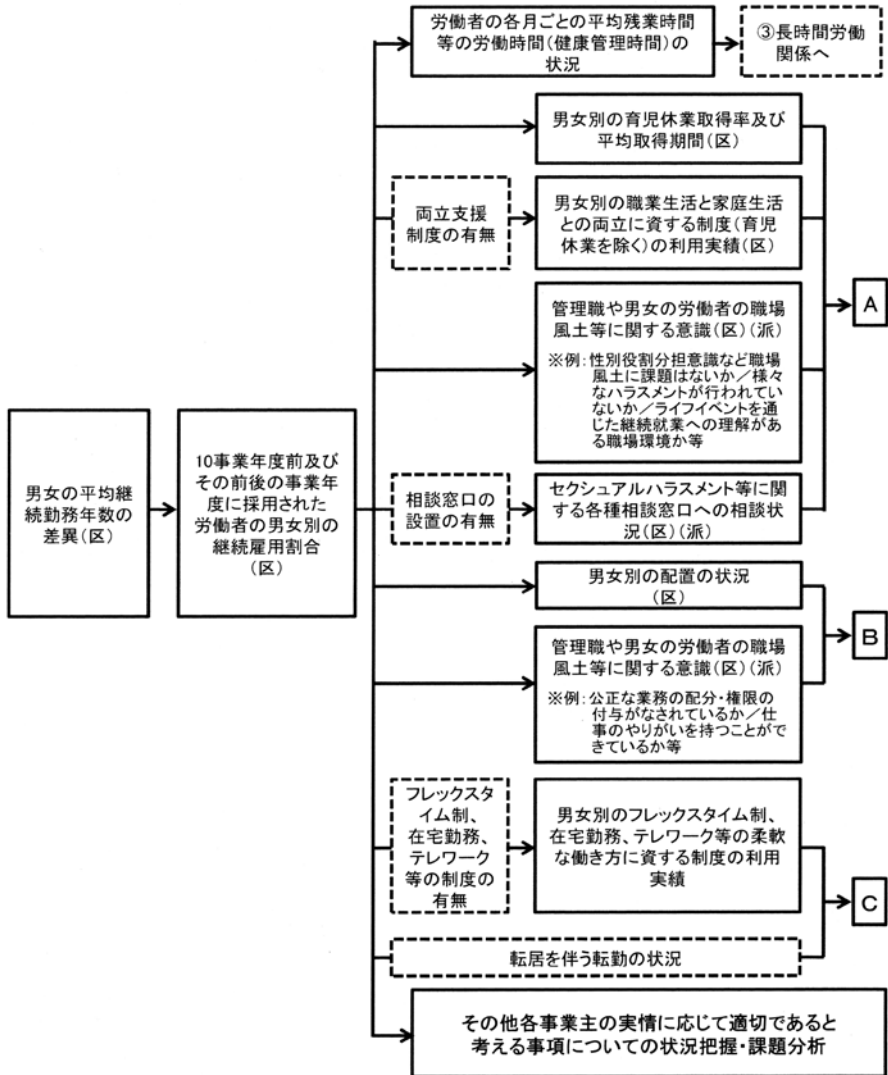 労働者の各月ごとの平均残業時間
等の労働時間(健康管理時間)の
状況
③長時間労働
関係へ
男女別の育児休業取得率及び
平均取得期間(区)
両立支援
制度の有無
男女別の職業生活と家庭生活
との両立に資する制度(育児
休業を除く)の利用実績(区)
A
管理職や男女の労働者の職場
風土等に関する意識(区)(派)
※例:性別役割分担意識など職場
風土に課題はないか/様々
なハラスメントが行われてい
ないか/ライフイベントを通
じた継続就業への理解があ
る職場環境か等
男女の平均継
続勤務年数の
差異(区)
10事業年度前及び
その前後の事業年
度に採用された
労働者の男女別の
継続雇用割合
(区)
相談窓口の
設置の有無
セクシュアルハラスメント等に関
する各種相談窓口への相談状
況(区)(派)
男女別の配置の状況
(区)
B
管理職や男女の労働者の職場
風土等に関する意識(区)(派)
※例:公正な業務の配分・権限の
付与がなされているか/仕
事のやりがいを持つことがで
きているか等
フレックスタ
イム制、
在宅勤務、
テレワーク
等の制度の
有無
男女別のフレックスタイム制、
在宅勤務、テレワーク等の柔軟
な働き方に資する制度の利用
実績
C
転居を伴う転勤の状況
その他各事業主の実情に応じて適切であると
考える事項についての状況把握・課題分析